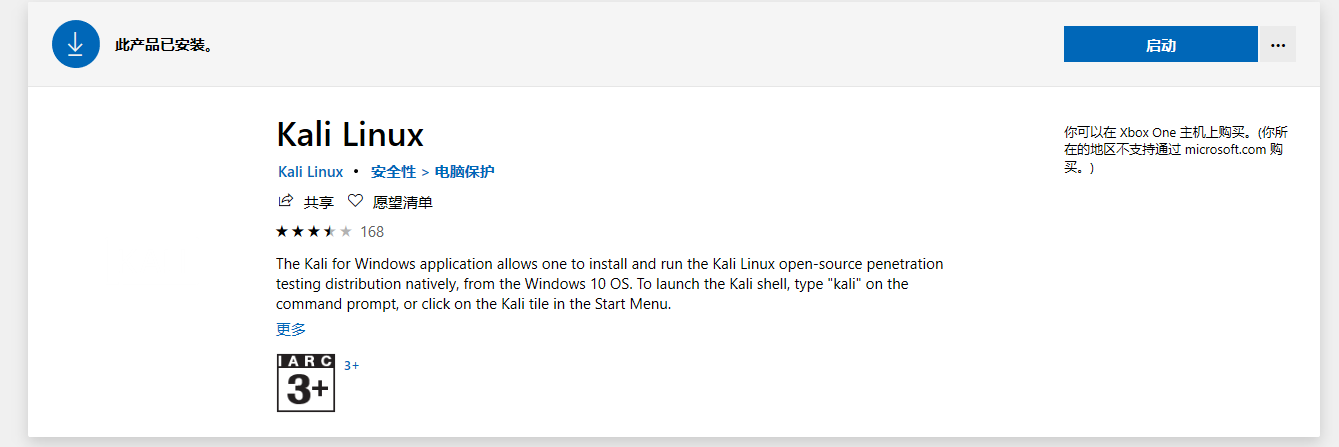 此产品已安装。
启动
Kali Linux
Kali Linux • 安全性 > 电脑保护
共享 愿望清单
168
The Kali for Windows application allows one to install and run the Kali Linux open-source penetration
testing distribution natively, from the Windows 10 OS. To launch the Kali shell, type "kali" on the
command prompt, or click on the Kali tile in the Start Menu.
更多
IARC
3+
3+
你可以在 Xbox One 主机上购买。(你所
在的地区不支持通过 microsoft.com 购
买。)